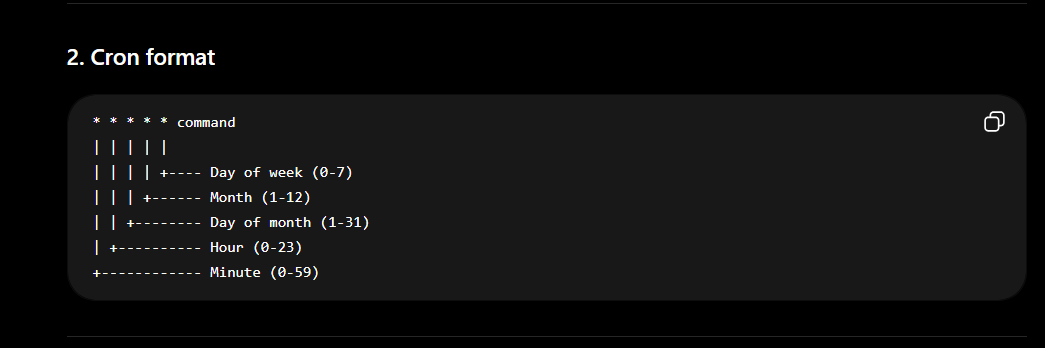 2. Cron format
* * * * * command
| | | | |
| | | | +---- Day of week (0-7)
| | | +------ Month (1-12)
| | +-------- Day of month (1-31)
| +---------- Hour (0-23)
+------------ Minute (0-59)